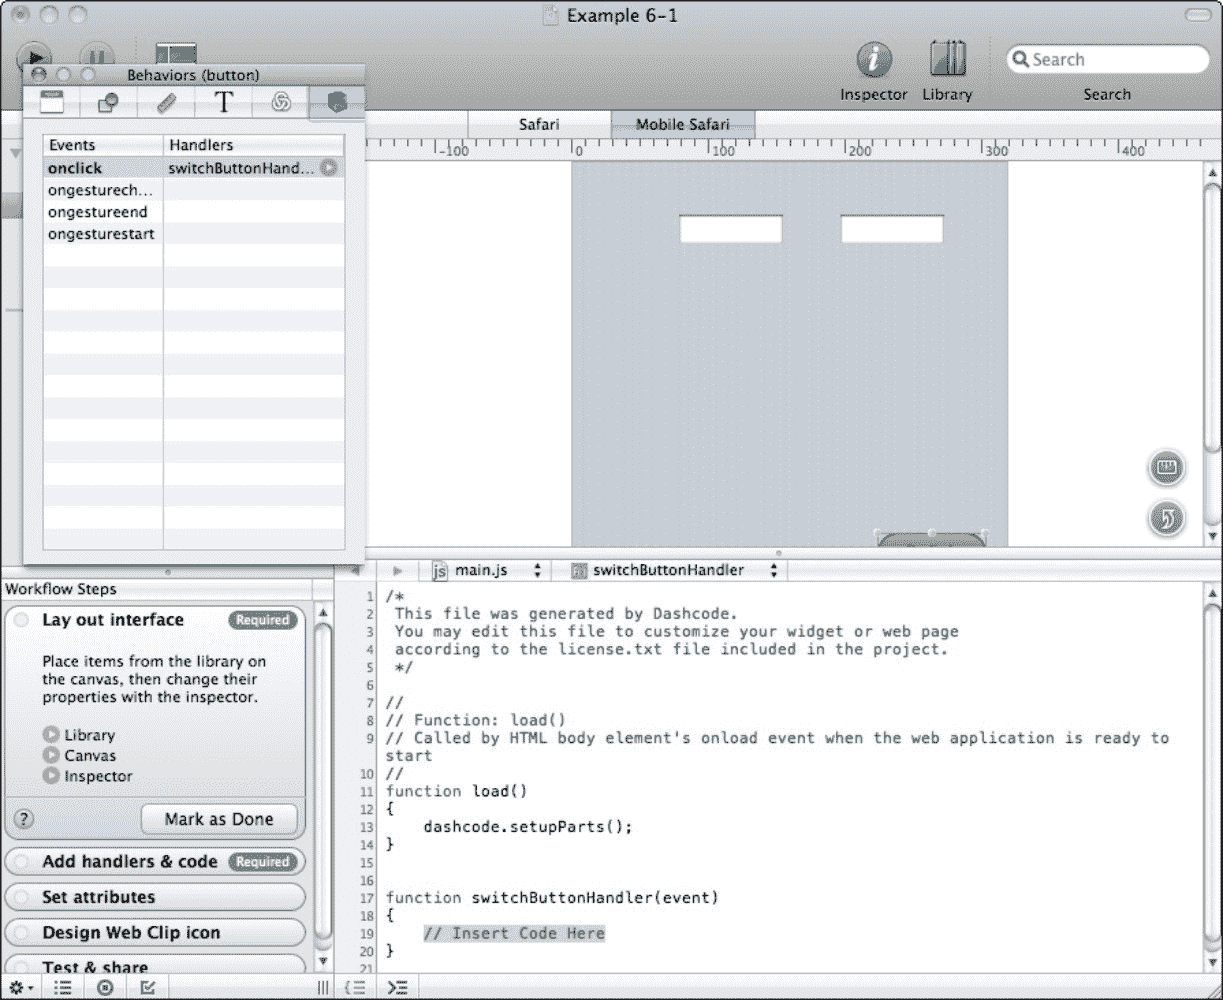 Example 6-1
Behaviors (button)
Inspector
Library
Search
Search
T
Safari
Mobile Safari
Events
Handlers
-100
0
100
200
300
400
onclick
switchButtonHand...
ongesturech...
ongestureend
ongesturestart
Workflow Steps
Lay out interface
Required
Place items from the library on
the canvas, then change their
properties with the inspector.
Library
Canvas
Inspector
?
Mark as Done
Add handlers & code
Required
Set attributes
Design Web Clip icon
Test & share
js main.js
switchButtonHandler
1 /*
2 This file was generated by Dashcode.
3 You may edit this file to customize your widget or web page
4 according to the license.txt file included in the project.
5 */
6
7 //
8 // Function: load()
9 // Called by HTML body element's onload event when the web application is ready to
start
10 //
11 function load()
12 {
13 dashcode.setupParts();
14 }
15
16
17 function switchButtonHandler(event)
18 {
19 // Insert Code Here
20 }
21